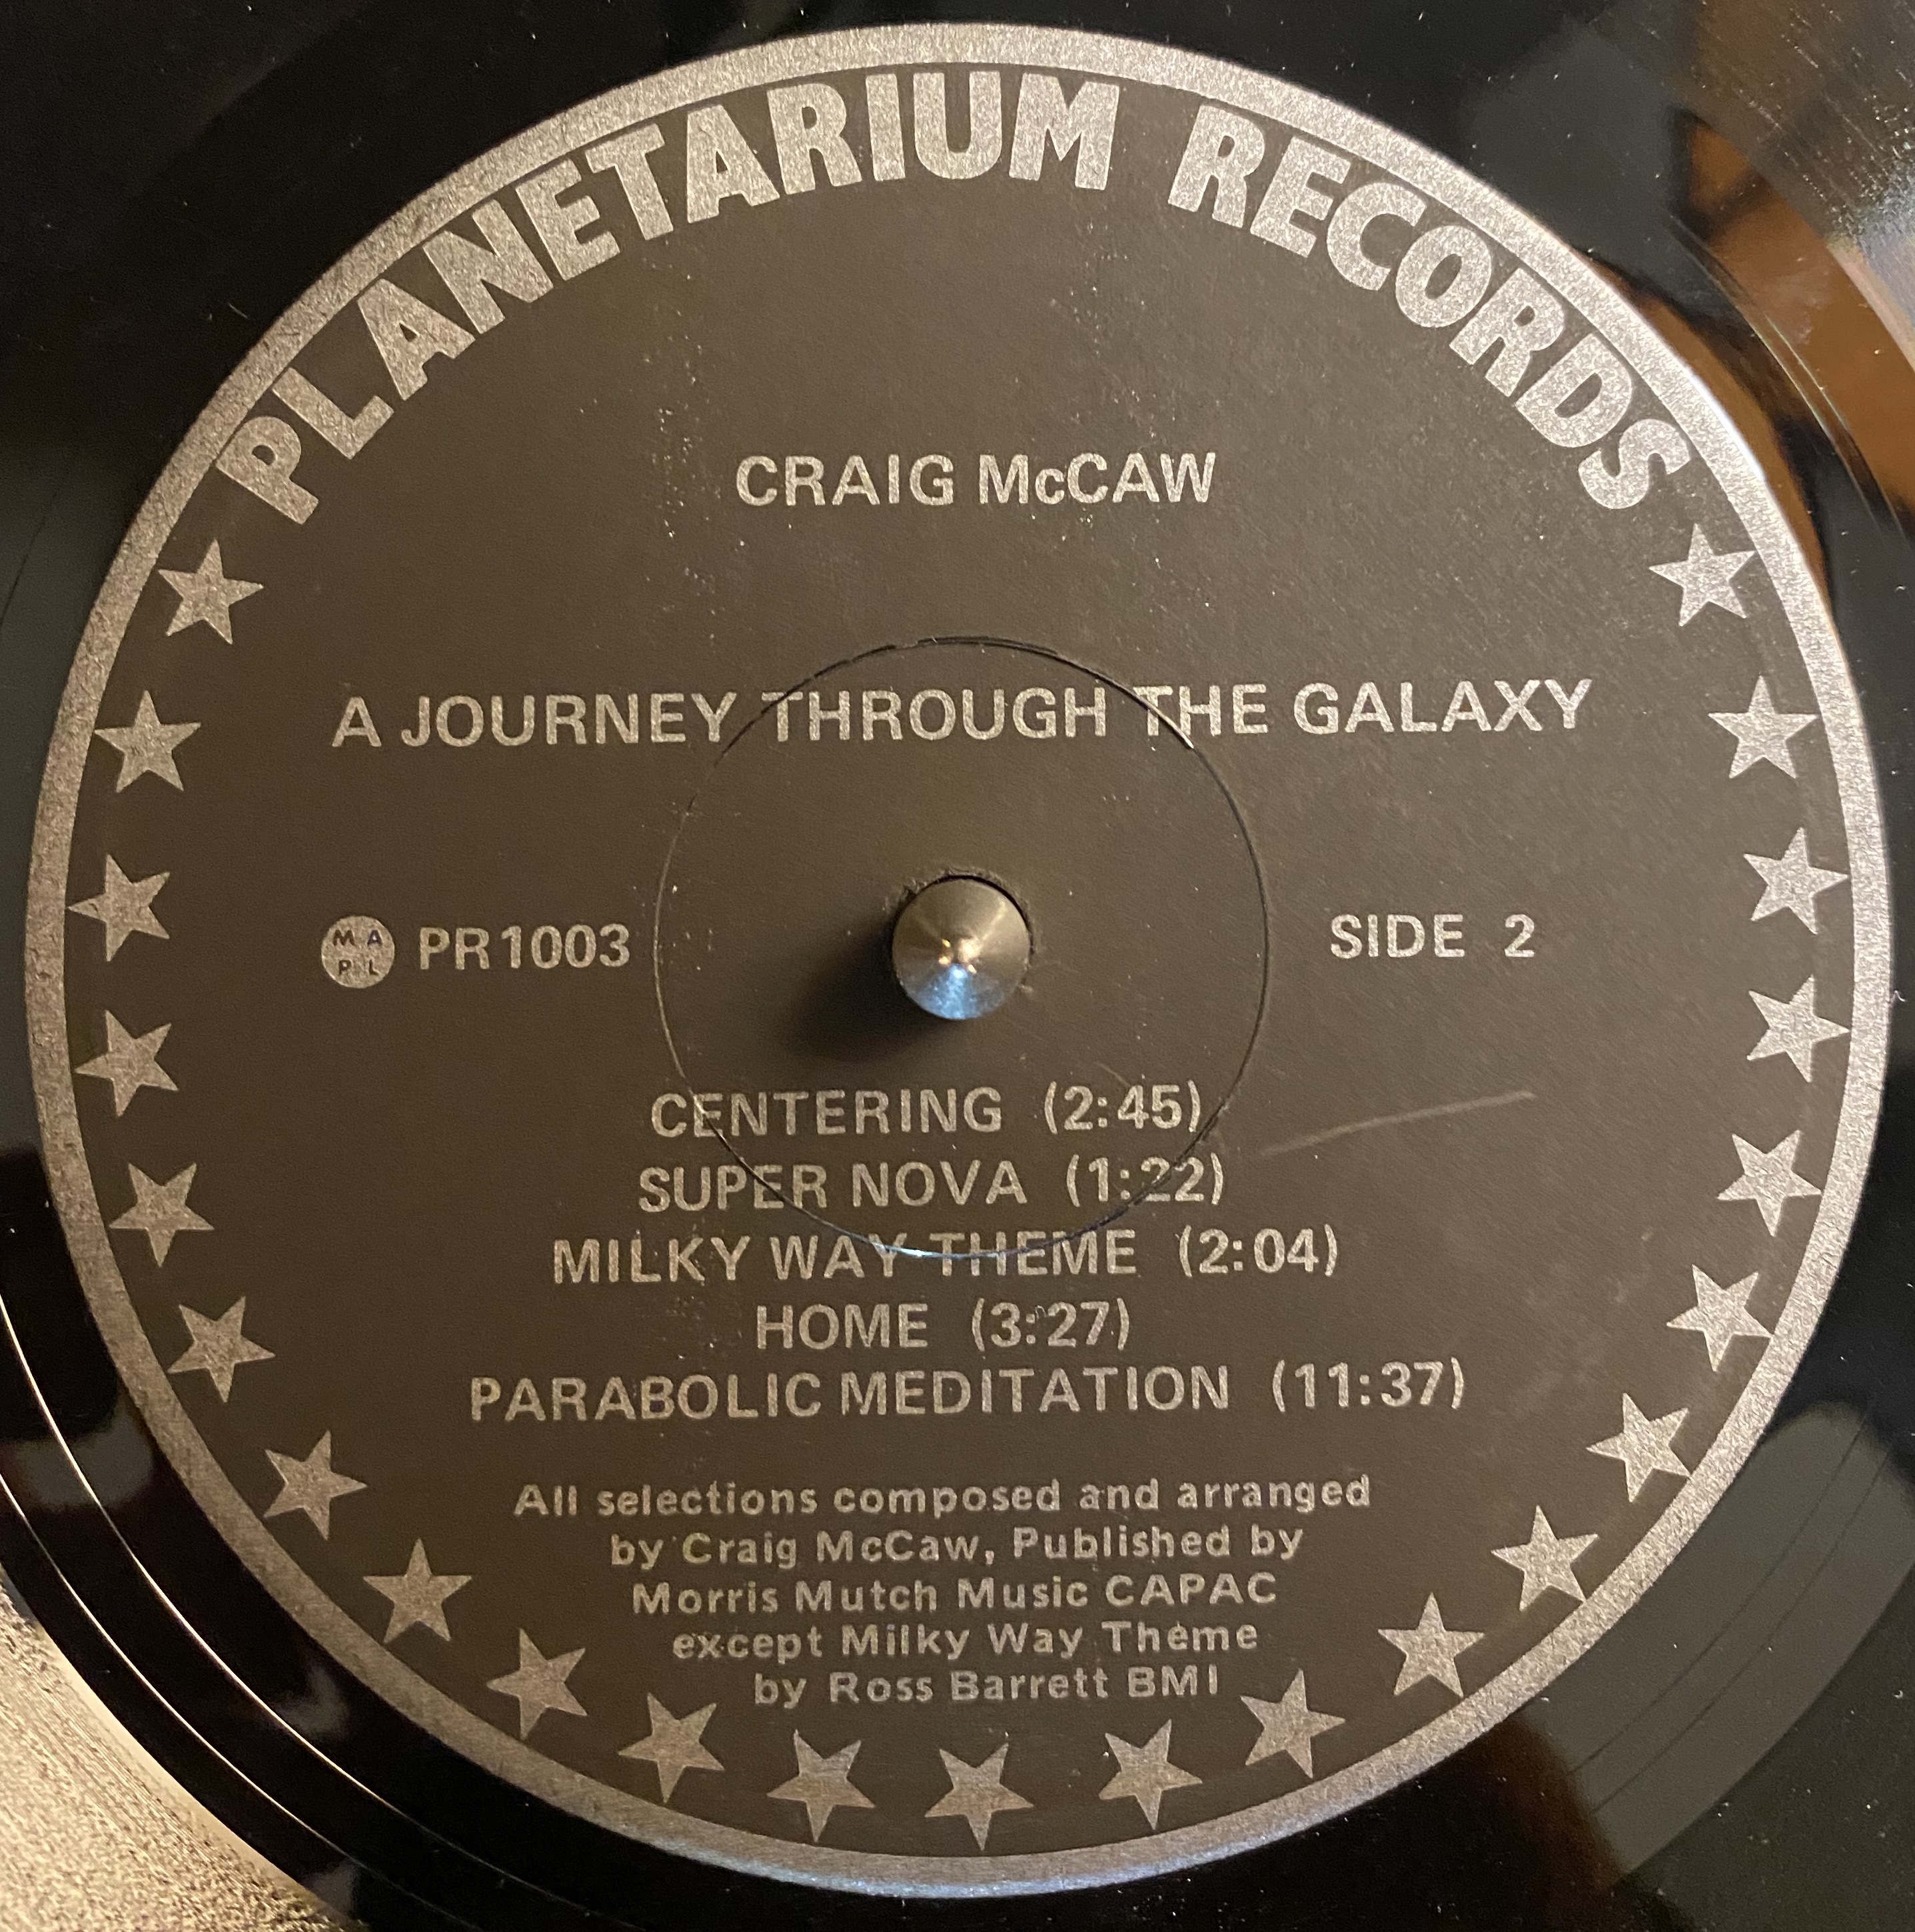 PLANETARIUM RECORDS
CRAIG McCAW
A JOURNEY THROUGH THE GALAXY
M A
P L
PR1003
SIDE 2
CENTERING (2:45)
SUPER NOVA (1:22)
MILKY WAY THEME (2:04)
HOME (3:27)
PARABOLIC MEDITATION (11:37)
All selections composed and arranged
by Craig McCaw, Published by
Morris Mutch Music CAPAC
except Milky Way Theme
by Ross Barrett BMI